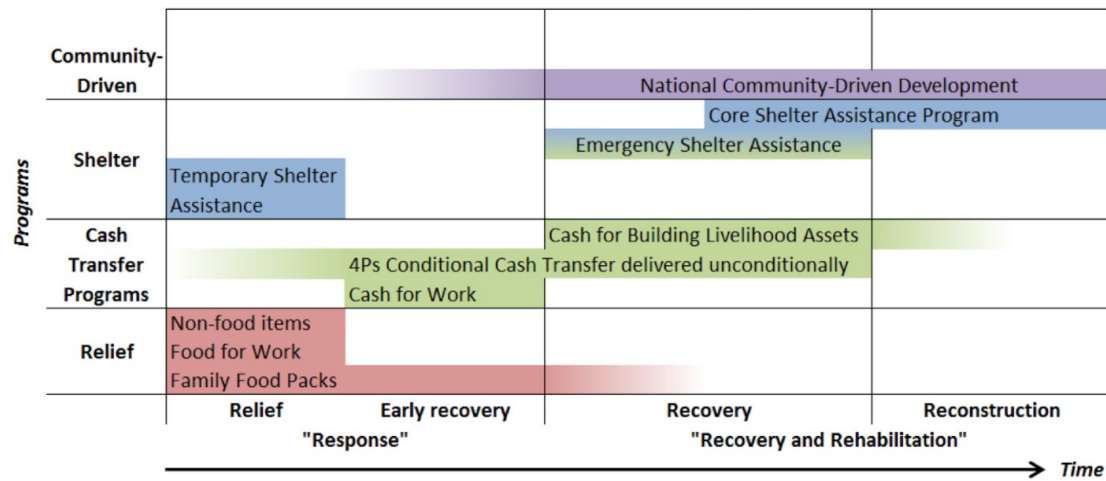 Programs
Community-
Driven
National Community-Driven Development
Shelter
Core Shelter Assistance Program
Emergency Shelter Assistance
Temporary Shelter
Assistance
Cash
Transfer
Programs
Cash for Building Livelihood Assets
4Ps Conditional Cash Transfer delivered unconditionally
Cash for Work
Relief
Non-food items
Food for Work
Family Food Packs
Relief Early recovery Recovery Reconstruction
"Response" "Recovery and Rehabilitation"
Time